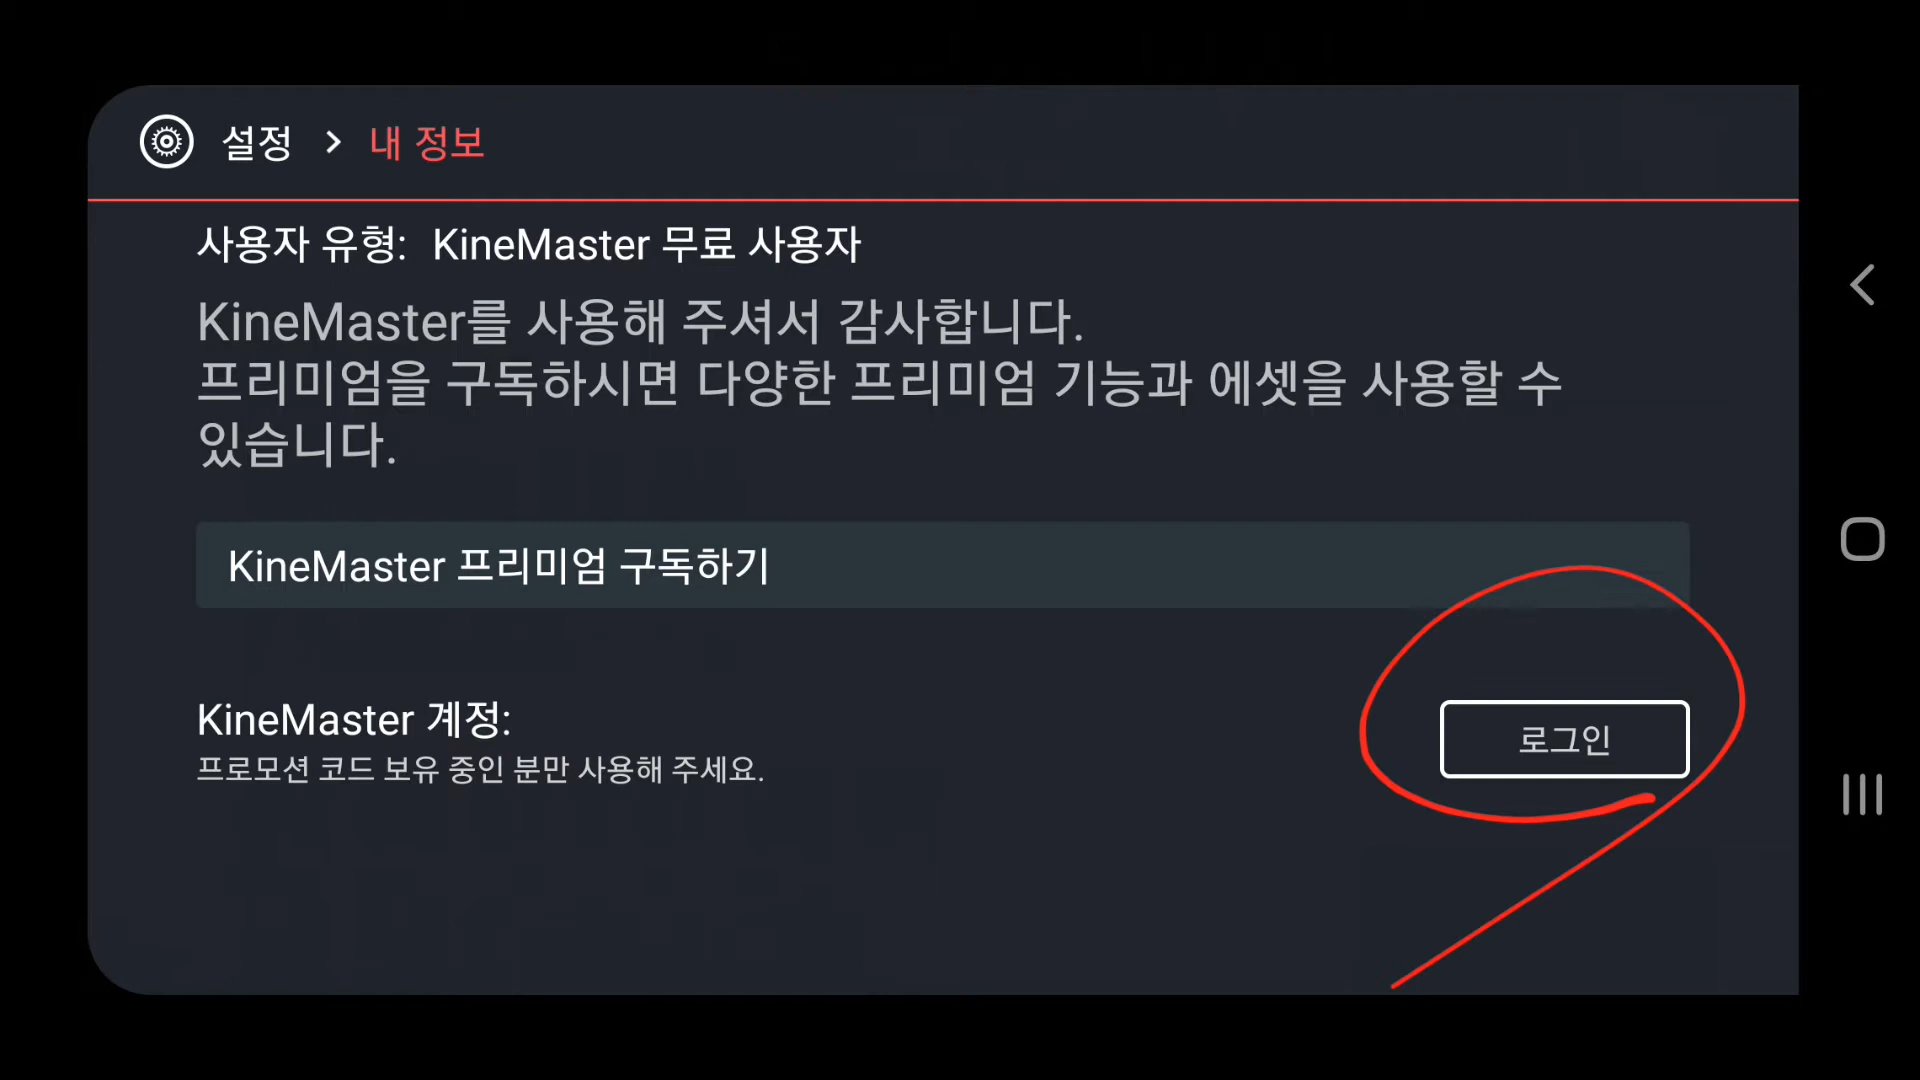 설정 > 내 정보
사용자 유형: KineMaster 무료 사용자
KineMaster를 사용해 주셔서 감사합니다.
프리미엄을 구독하시면 다양한 프리미엄 기능과 에셋을 사용할 수
있습니다.
KineMaster 프리미엄 구독하기
KineMaster 계정:
로그인
프로모션 코드 보유 중인 분만 사용해 주세요.